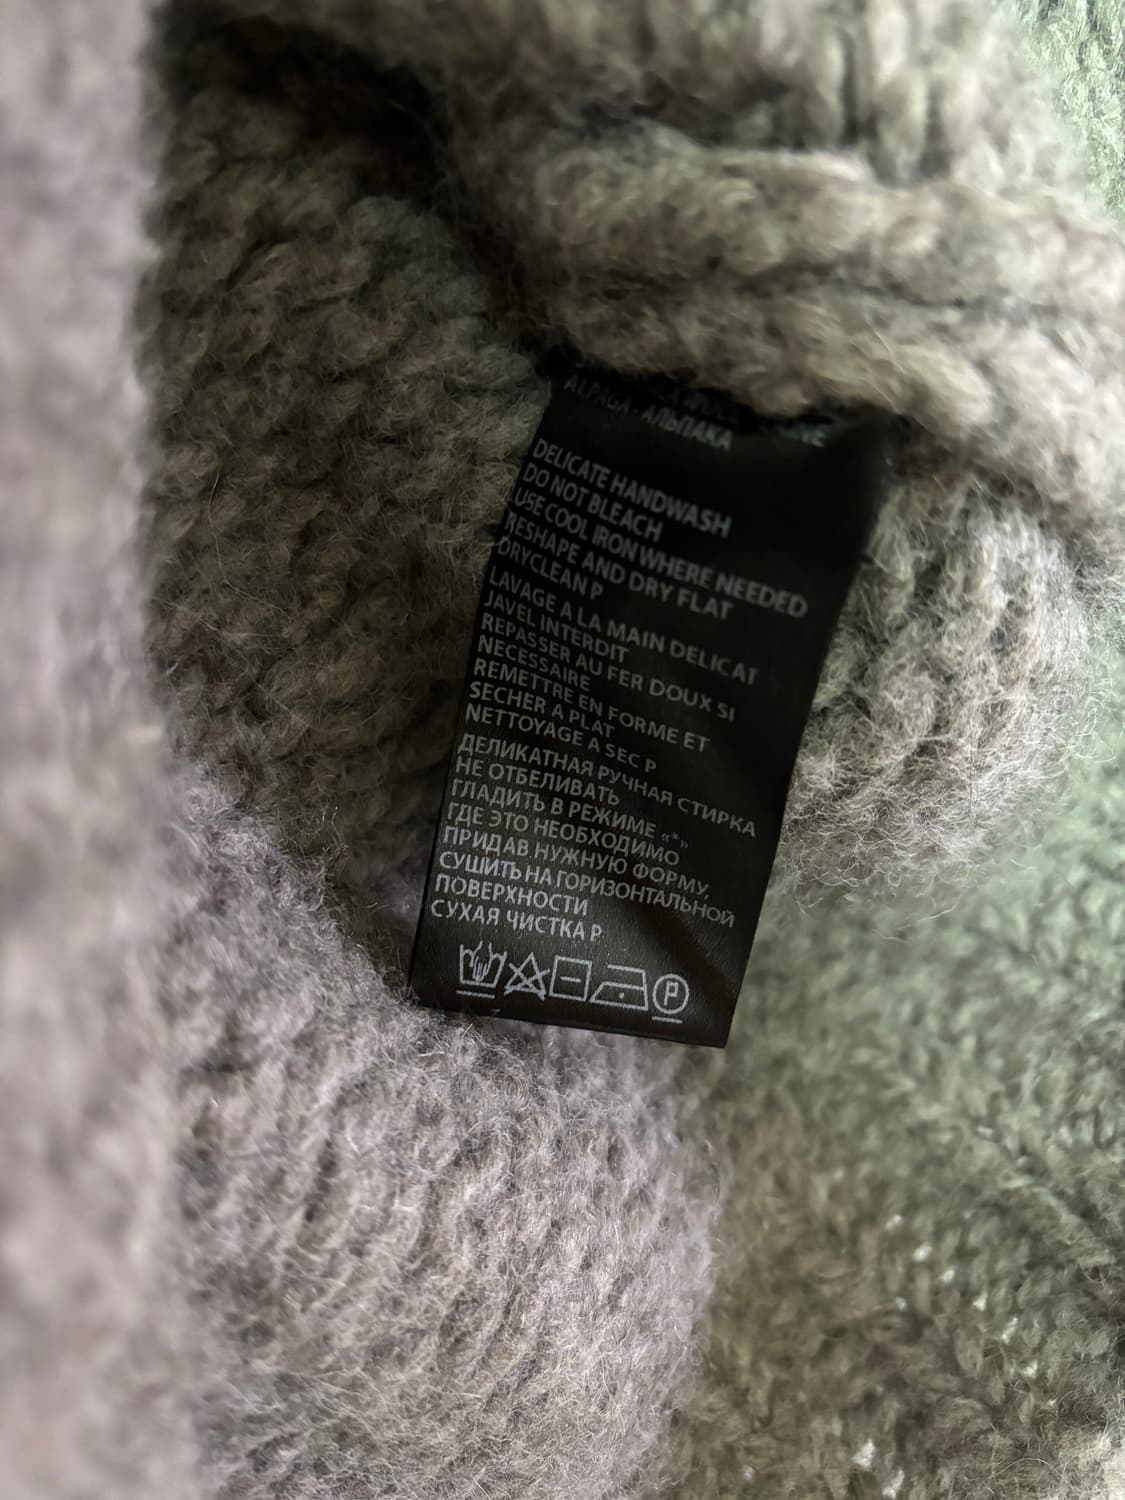 ALPAGA · АЛЬПАКА
DELICATE HANDWASH
DO NOT BLEACH
USE COOL IRON WHERE NEEDED
RESHAPE AND DRY FLAT
DRYCLEAN P
LAVAGE A LA MAIN DELICAT
JAVEL INTERDIT
REPASSER AU FER DOUX SI
NECESSAIRE
REMETTRE EN FORME ET
SECHER A PLAT
NETTOYAGE A SEC P
ДЕЛИКАТНАЯ РУЧНАЯ СТИРКА
НЕ ОТБЕЛИВАТЬ
ГЛАДИТЬ В РЕЖИМЕ «*»
ГДЕ ЭТО НЕОБХОДИМО
ПРИДАВ НУЖНУЮ ФОРМУ,
СУШИТЬ НА ГОРИЗОНТАЛЬНОЙ
ПОВЕРХНОСТИ
СУХАЯ ЧИСТКА P
P